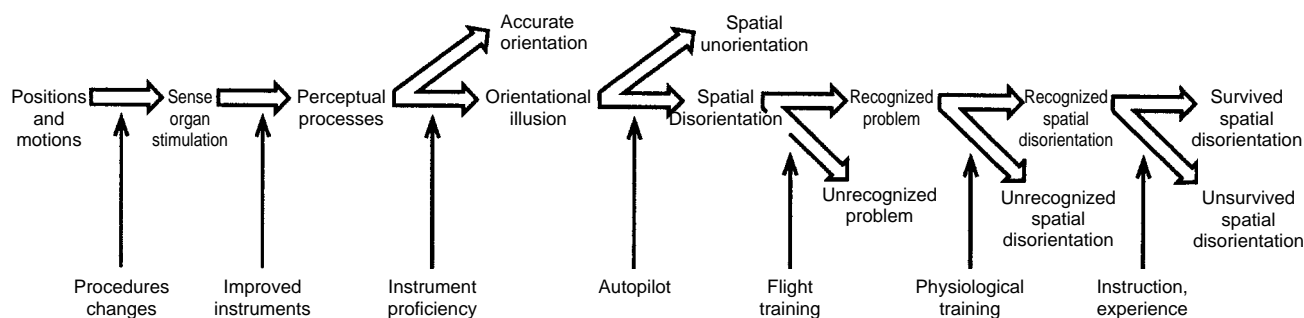 Accurate
orientation
Spatial
unorientation
Positions
and
motions
Sense
organ
stimulation
Perceptual
processes
Orientational
illusion
Spatial
Disorientation
Recognized
problem
Recognized
spatial
disorientation
Survived
spatial
disorientation
Unrecognized
problem
Unrecognized
spatial
disorientation
Unsurvived
spatial
disorientation
Procedures
changes
Improved
instruments
Instrument
proficiency
Autopilot
Flight
training
Physiological
training
Instruction,
experience